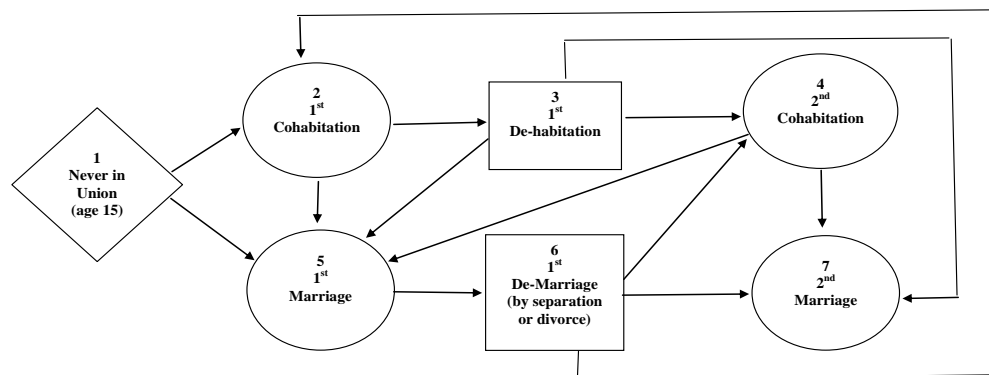 1
Never in
Union
(age 15)
2
1st
Cohabitation
3
1st
De-habitation
4
2nd
Cohabitation
5
1st
Marriage
6
1st
De-Marriage
(by separation
or divorce)
7
2nd
Marriage